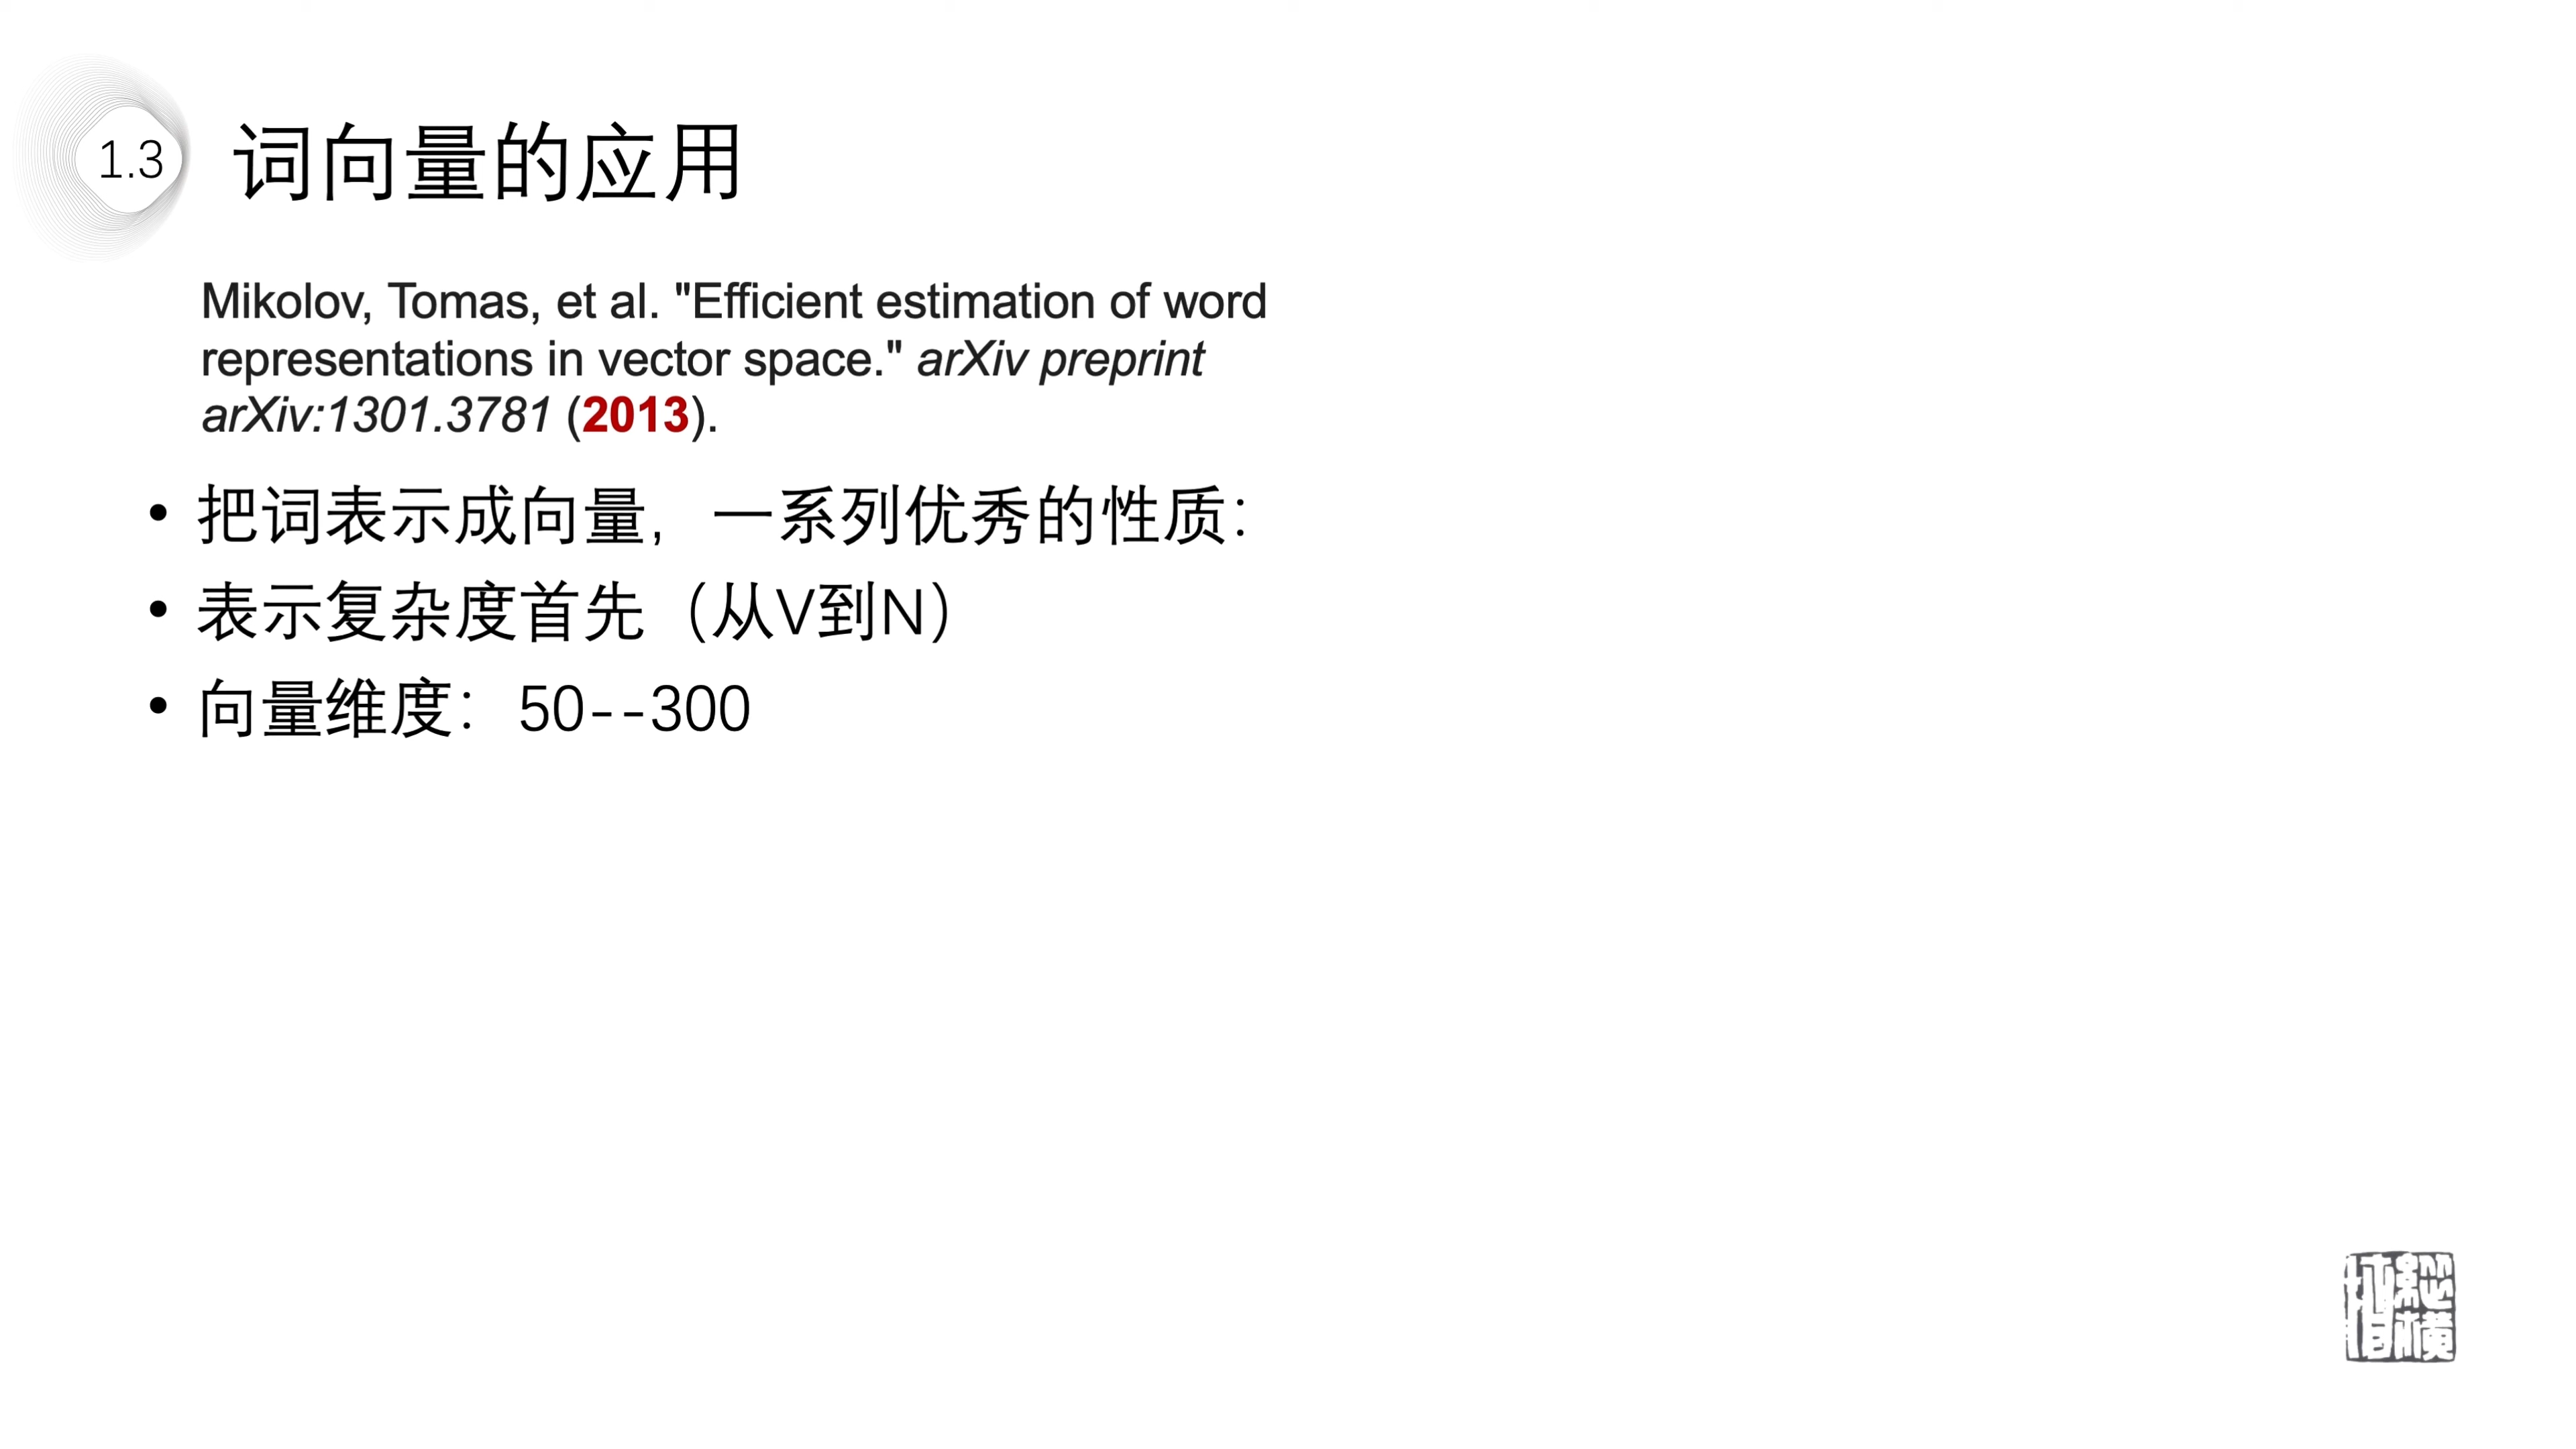 1.3
词向量的应用
Mikolov, Tomas, et al. "Efficient estimation of word
representations in vector space." arXiv preprint
arXiv:1301.3781 (2013).
• 把词表示成向量，一系列优秀的性质：
• 表示复杂度首先（从V到N）
• 向量维度：50--300